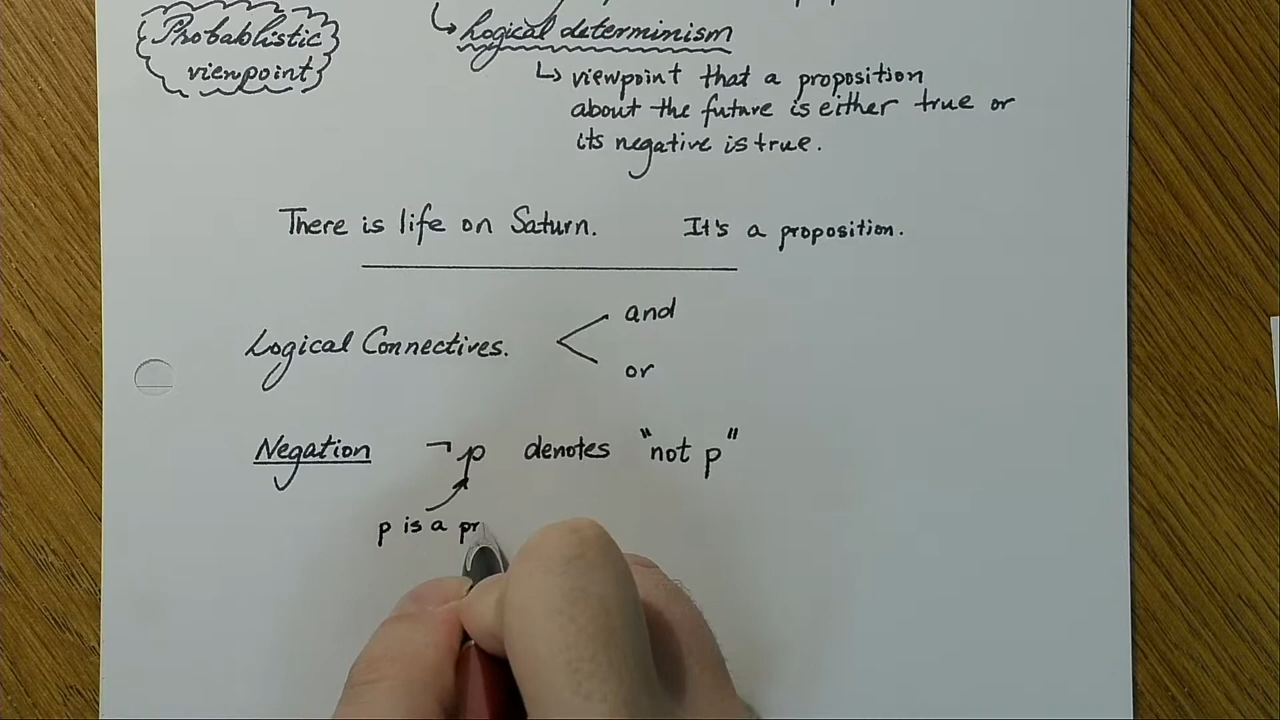 Probablistic
viewpoint
Logical determinism
viewpoint that a proposition
about the future is either true or
its negative is true.
There is life on Saturn. It's a proposition.
Logical Connectives. and
or
Negation ¬p denotes "not p"
p is a pr